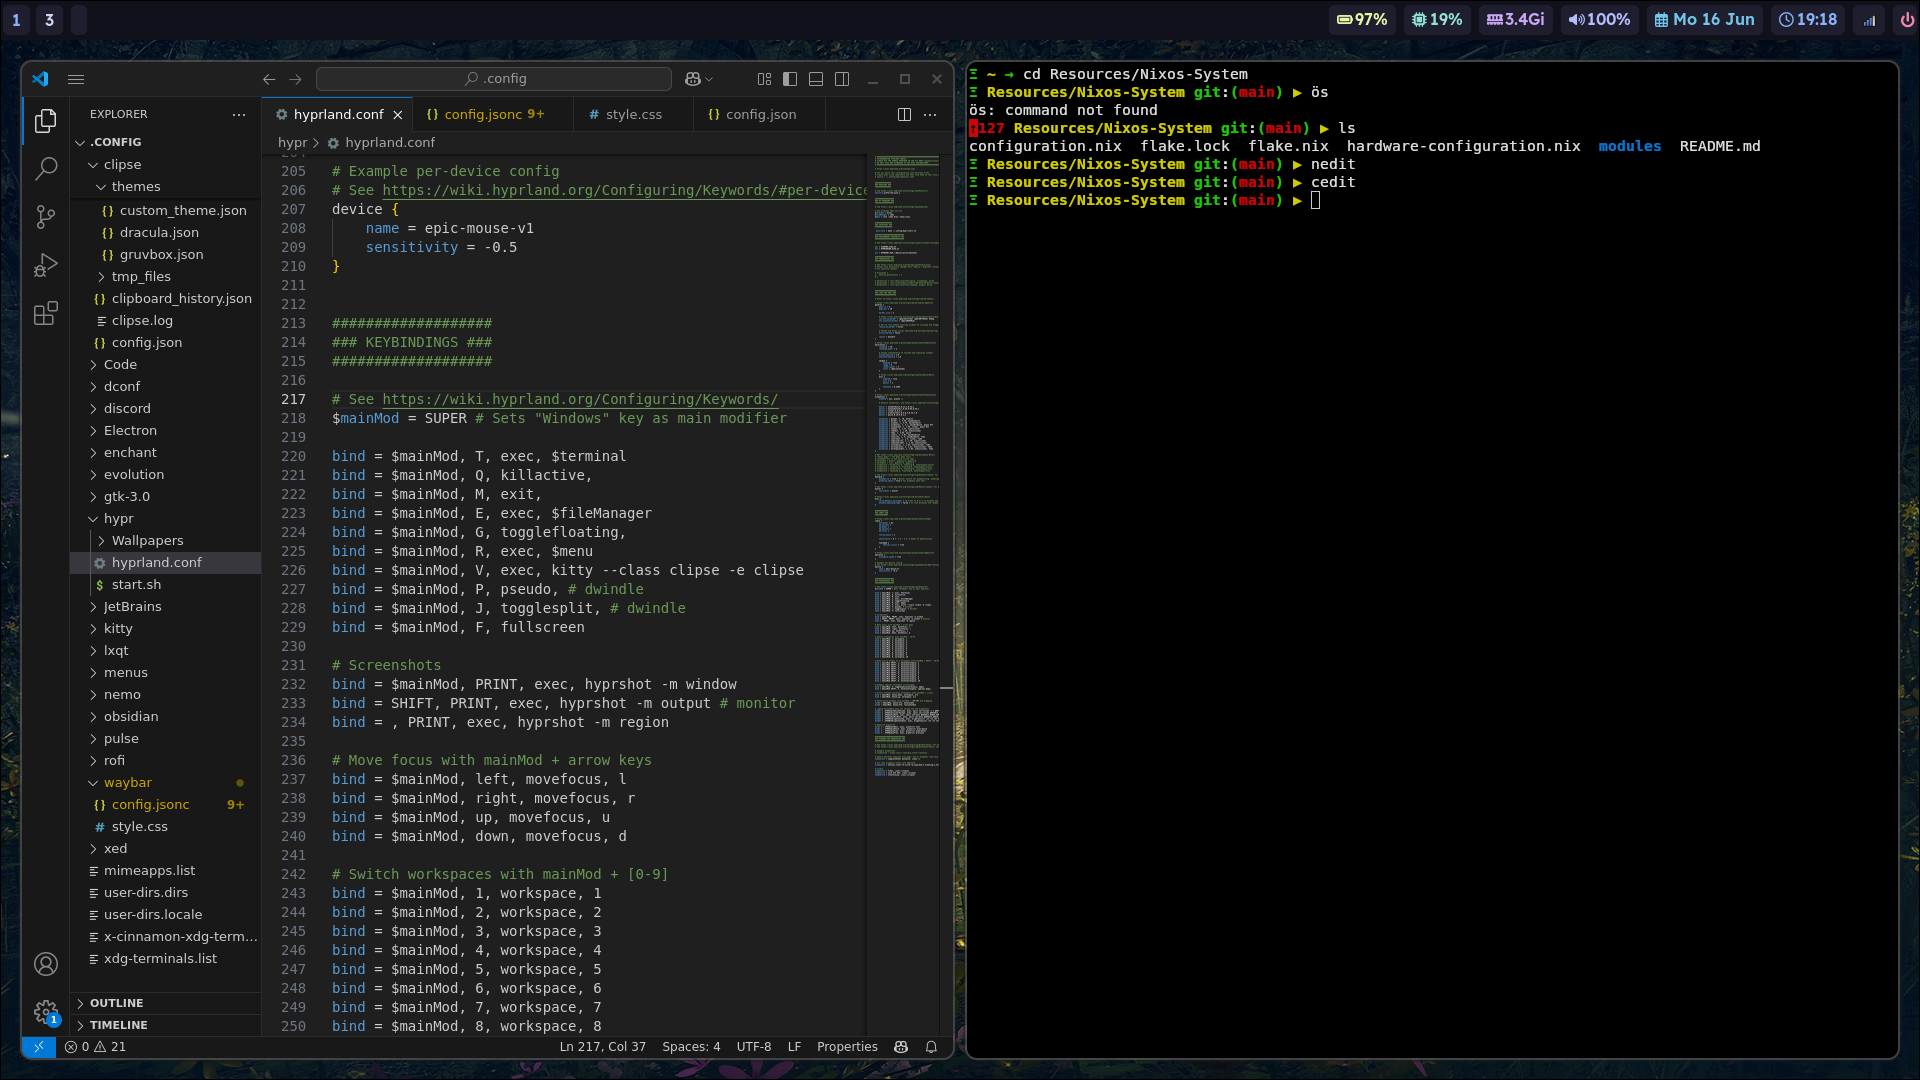 1
3
97%
19%
3.4Gi
100%
Mo 16 Jun
19:18
.config
EXPLORER
.CONFIG
clipse
themes
custom_theme.json
dracula.json
gruvbox.json
tmp_files
clipboard_history.json
clipse.log
config.json
Code
dconf
discord
Electron
enchant
evolution
gtk-3.0
hypr
Wallpapers
hyprland.conf
start.sh
JetBrains
kitty
lxqt
menus
nemo
obsidian
pulse
rofi
waybar
config.jsonc 9+
style.css
xed
mimeapps.list
user-dirs.dirs
user-dirs.locale
x-cinnamon-xdg-term...
xdg-terminals.list
OUTLINE
TIMELINE
1
hyprland.conf
config.jsonc 9+
style.css
config.json
hypr > hyprland.conf
205 # Example per-device config
206 # See https://wiki.hyprland.org/Configuring/Keywords/#per-device
207 device {
208 name = epic-mouse-v1
209 sensitivity = -0.5
210 }
211
212
213 ###################
214 ### KEYBINDINGS ###
215 ###################
216
217 # See https://wiki.hyprland.org/Configuring/Keywords/
218 $mainMod = SUPER # Sets "Windows" key as main modifier
219
220 bind = $mainMod, T, exec, $terminal
221 bind = $mainMod, Q, killactive,
222 bind = $mainMod, M, exit,
223 bind = $mainMod, E, exec, $fileManager
224 bind = $mainMod, G, togglefloating,
225 bind = $mainMod, R, exec, $menu
226 bind = $mainMod, V, exec, kitty --class clipse -e clipse
227 bind = $mainMod, P, pseudo, # dwindle
228 bind = $mainMod, J, togglesplit, # dwindle
229 bind = $mainMod, F, fullscreen
230
231 # Screenshots
232 bind = $mainMod, PRINT, exec, hyprshot -m window
233 bind = SHIFT, PRINT, exec, hyprshot -m output # monitor
234 bind = , PRINT, exec, hyprshot -m region
235
236 # Move focus with mainMod + arrow keys
237 bind = $mainMod, left, movefocus, l
238 bind = $mainMod, right, movefocus, r
239 bind = $mainMod, up, movefocus, u
240 bind = $mainMod, down, movefocus, d
241
242 # Switch workspaces with mainMod + [0-9]
243 bind = $mainMod, 1, workspace, 1
244 bind = $mainMod, 2, workspace, 2
245 bind = $mainMod, 3, workspace, 3
246 bind = $mainMod, 4, workspace, 4
247 bind = $mainMod, 5, workspace, 5
248 bind = $mainMod, 6, workspace, 6
249 bind = $mainMod, 7, workspace, 7
250 bind = $mainMod, 8, workspace, 8
0 21
Ln 217, Col 37
Spaces: 4
UTF-8
LF
Properties
Ξ ~ → cd Resources/Nixos-System
Ξ Resources/Nixos-System git:(main) ▶ ös
ös: command not found
↑127 Resources/Nixos-System git:(main) ▶ ls
configuration.nix flake.lock flake.nix hardware-configuration.nix modules README.md
Ξ Resources/Nixos-System git:(main) ▶ nedit
Ξ Resources/Nixos-System git:(main) ▶ cedit
Ξ Resources/Nixos-System git:(main) ▶